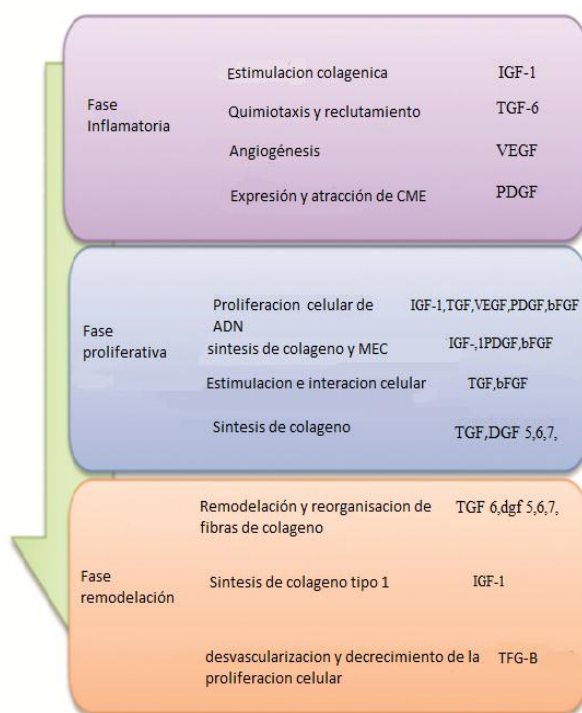 Estimulacion colagenica IGF-1
Fase
Inflamatoria
Quimiotaxis y reclutamiento TGF-6
Angiogénesis VEGF
Expresión y atracción de CME PDGF
Proliferacion celular de
ADN
IGF-1,TGF,VEGF,PDGF,bFGF
Fase
proliferativa
sintesis de colageno y MEC IGF-,1PDGF,bFGF
Estimulacion e interacion celular TGF,bFGF
Sintesis de colageno TGF,DGF 5,6,7,
Remodelación y reorganisacion de
fibras de colageno
TGF 6,dgf 5,6,7,
Fase
remodelación
Sintesis de colageno tipo 1 IGF-1
desvascularizacion y decrecimiento de la
proliferacion celular
TFG-B